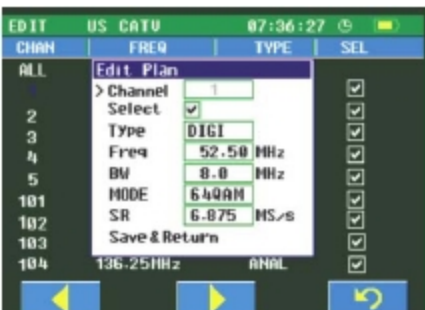 EDIT US CATV 07:36:27
CHAN FREQ TYPE SEL
ALL
Edit Plan
1
> Channel 1
2
Select
3
Type DIGI
4
Freq 52.50 MHz
5
BW 8.0 MHz
101
MODE 64QAM
102
SR 6.875 MS/s
103
Save&Return
104 136.25MHz ANAL